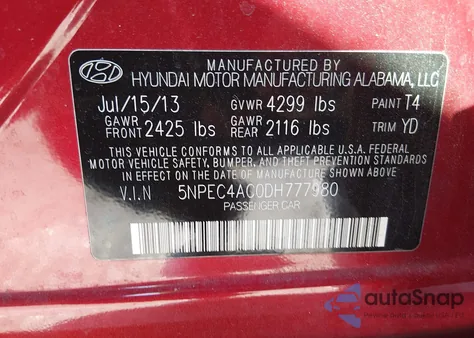 MANUFACTURED BY
HYUNDAI MOTOR MANUFACTURING ALABAMA, LLC
Jul/15/13 GVWR 4299 lbs PAINT T4
GAWR FRONT 2425 lbs GAWR REAR 2116 lbs TRIM YD
THIS VEHICLE CONFORMS TO ALL APPLICABLE U.S.A. FEDERAL
MOTOR VEHICLE SAFETY, BUMPER, AND THEFT PREVENTION STANDARDS
IN EFFECT ON THE DATE OF MANUFACTURE SHOWN ABOVE.
V.I.N 5NPEC4AC0DH777980
PASSENGER CAR
autoSnap